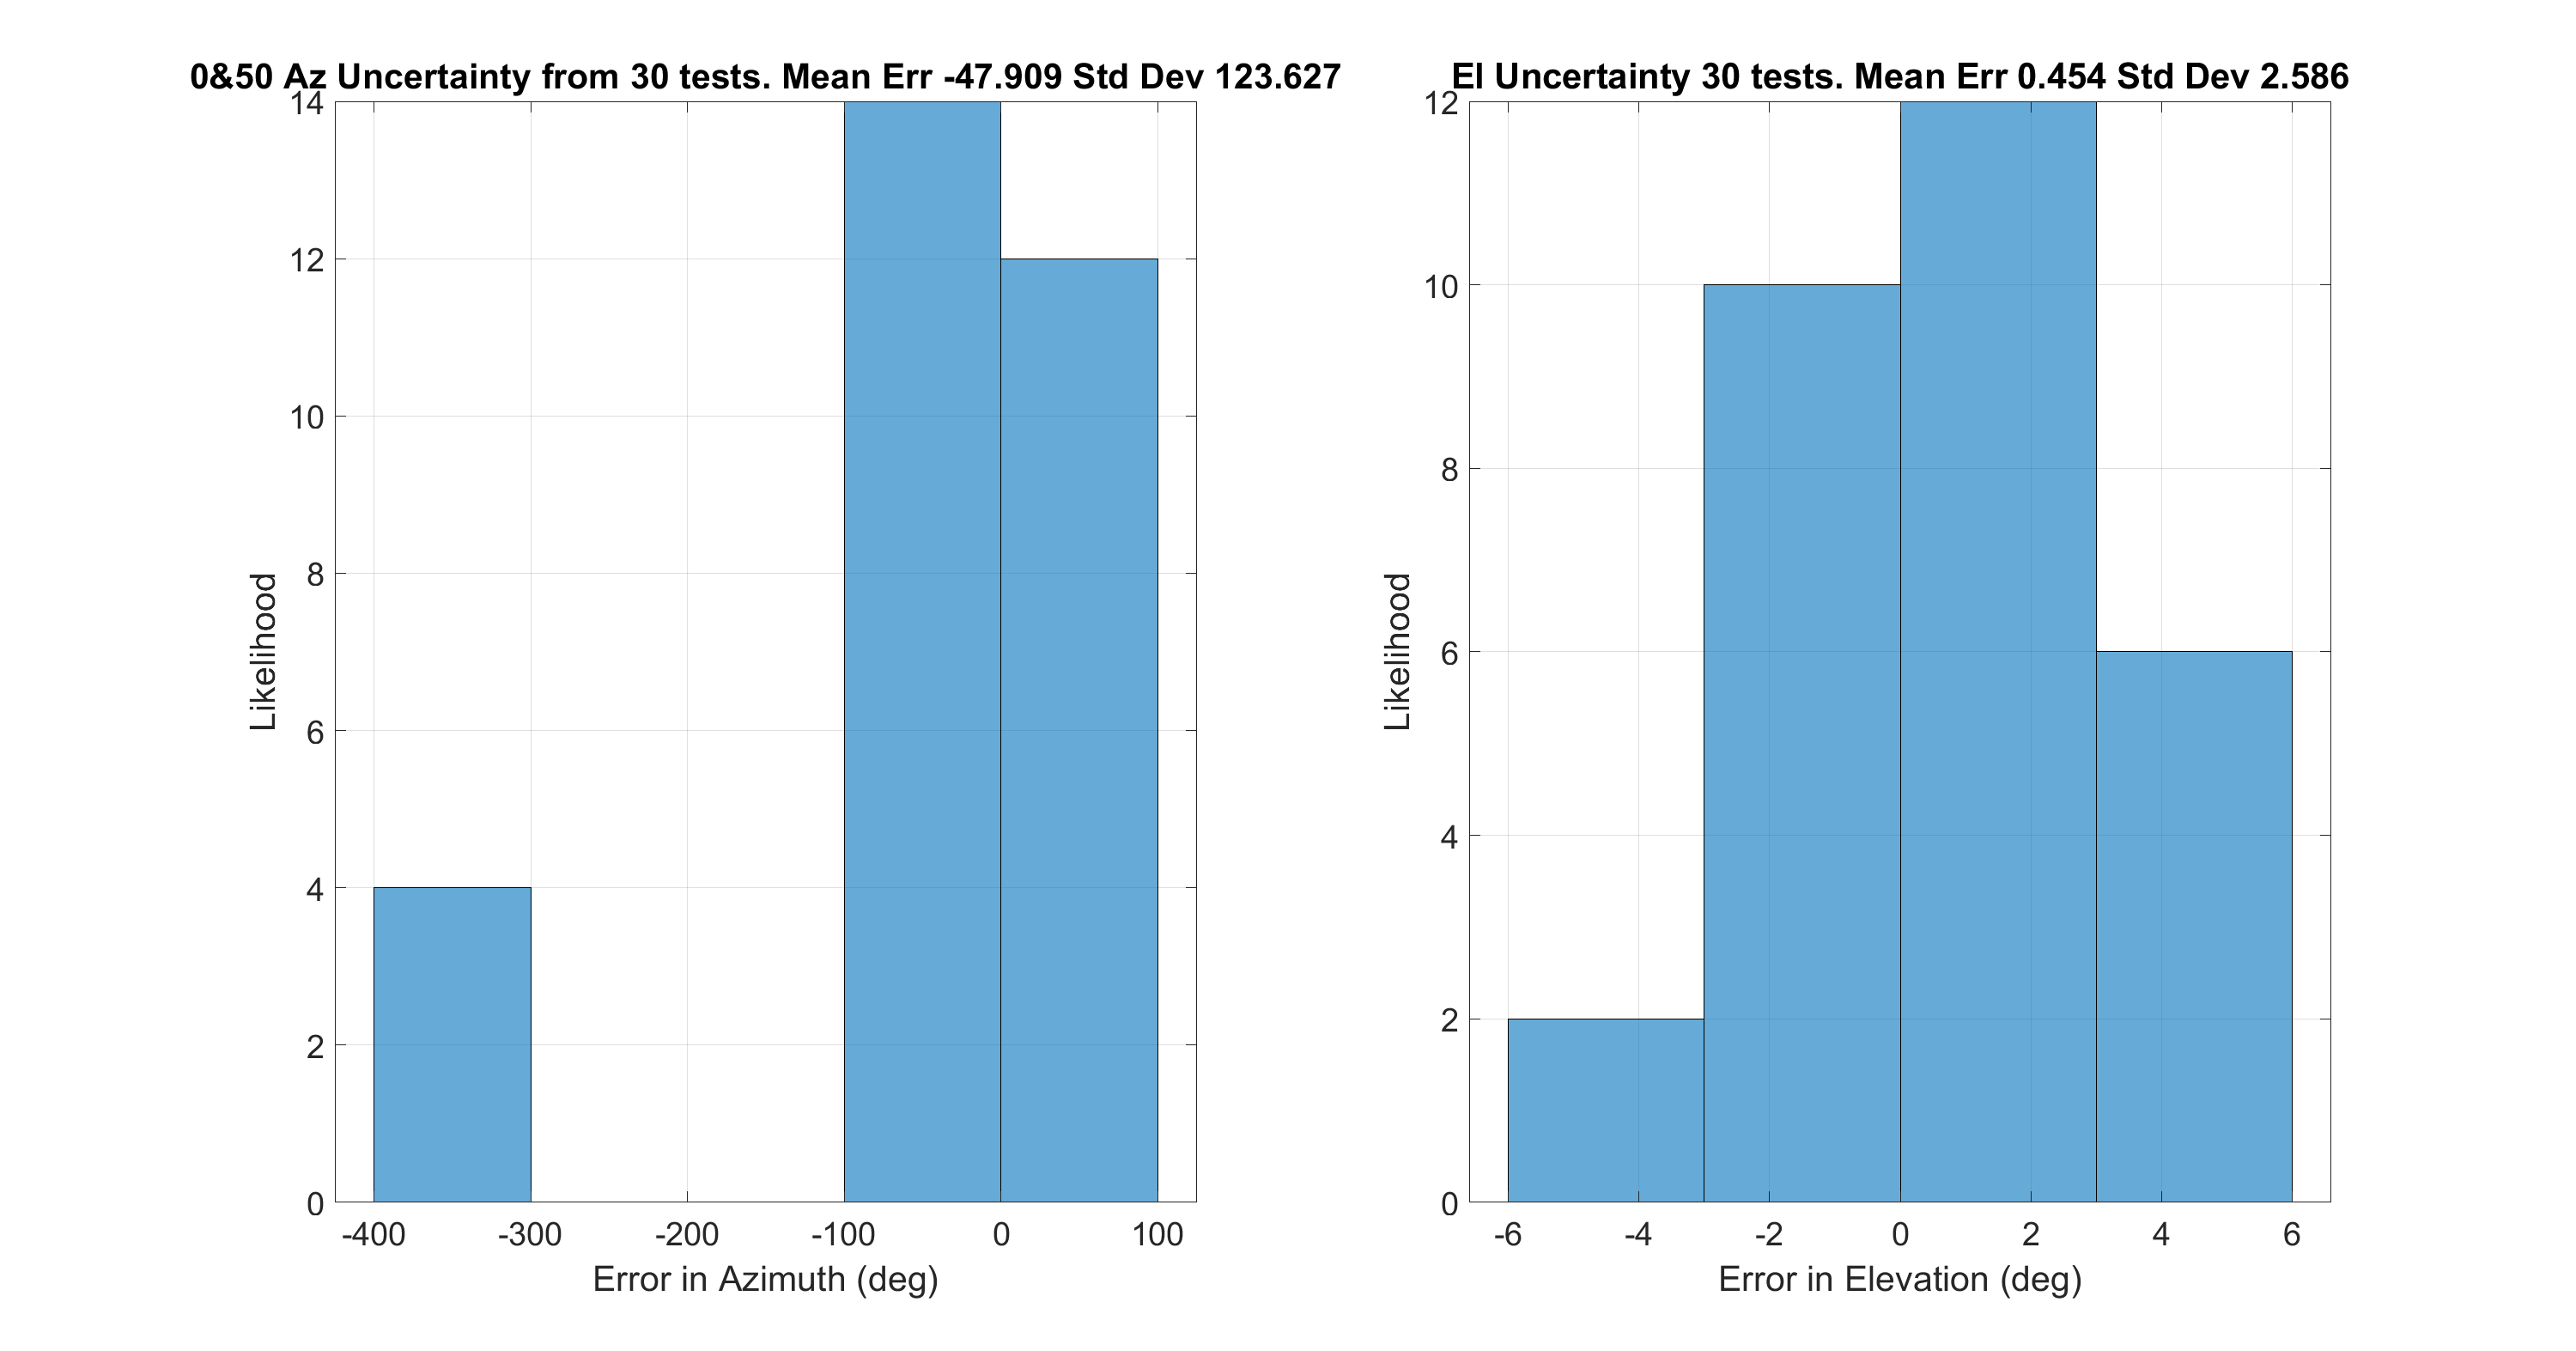 0&50 Az Uncertainty from 30 tests. Mean Err -47.909 Std Dev 123.627
14
12
10
8
6
4
2
0
Likelihood
-400 -300 -200 -100 0 100
Error in Azimuth (deg)
El Uncertainty 30 tests. Mean Err 0.454 Std Dev 2.586
12
10
8
6
4
2
0
Likelihood
-6 -4 -2 0 2 4 6
Error in Elevation (deg)